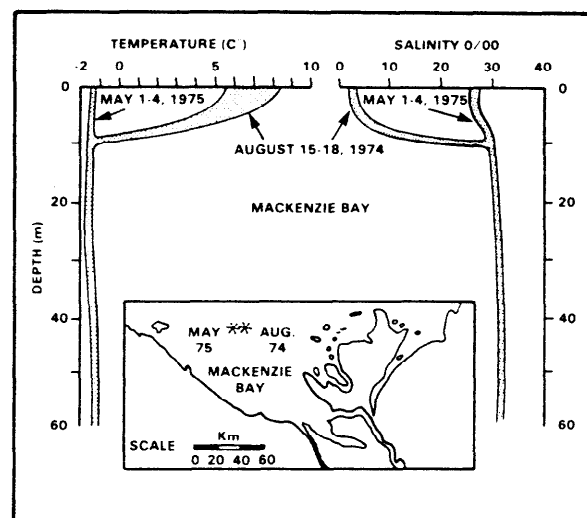 TEMPERATURE (C°) SALINITY 0/00
-2 0 5 10 0 10 20 30 40
0 MAY 1-4, 1975 MAY 1-4, 1975 0
AUGUST 15-18, 1974
20 20
MACKENZIE BAY
DEPTH (m)
40 40
MAY ** AUG.
75 74
MACKENZIE
BAY
Km
SCALE 0 20 40 60
60 60